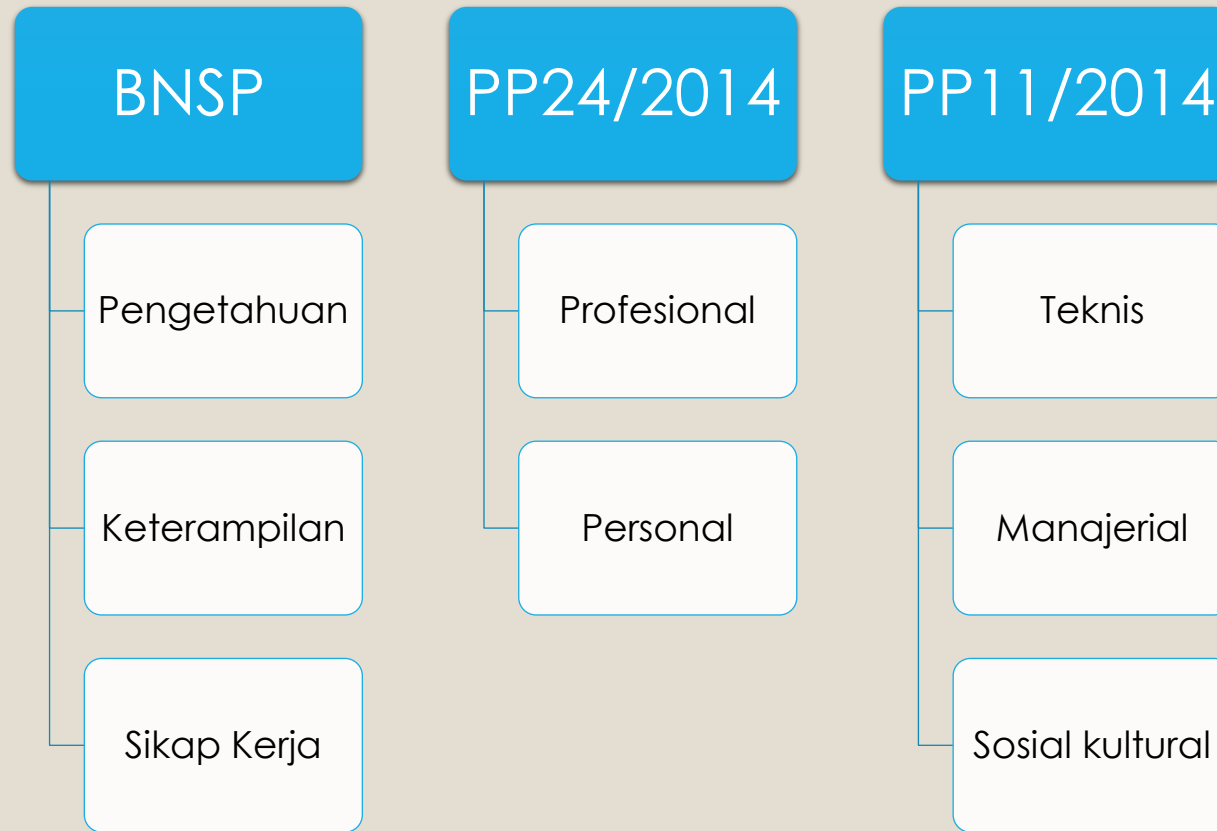 BNSP
Pengetahuan
Keterampilan
Sikap Kerja
PP24/2014
Profesional
Personal
PP11/2014
Teknis
Manajerial
Sosial kultural